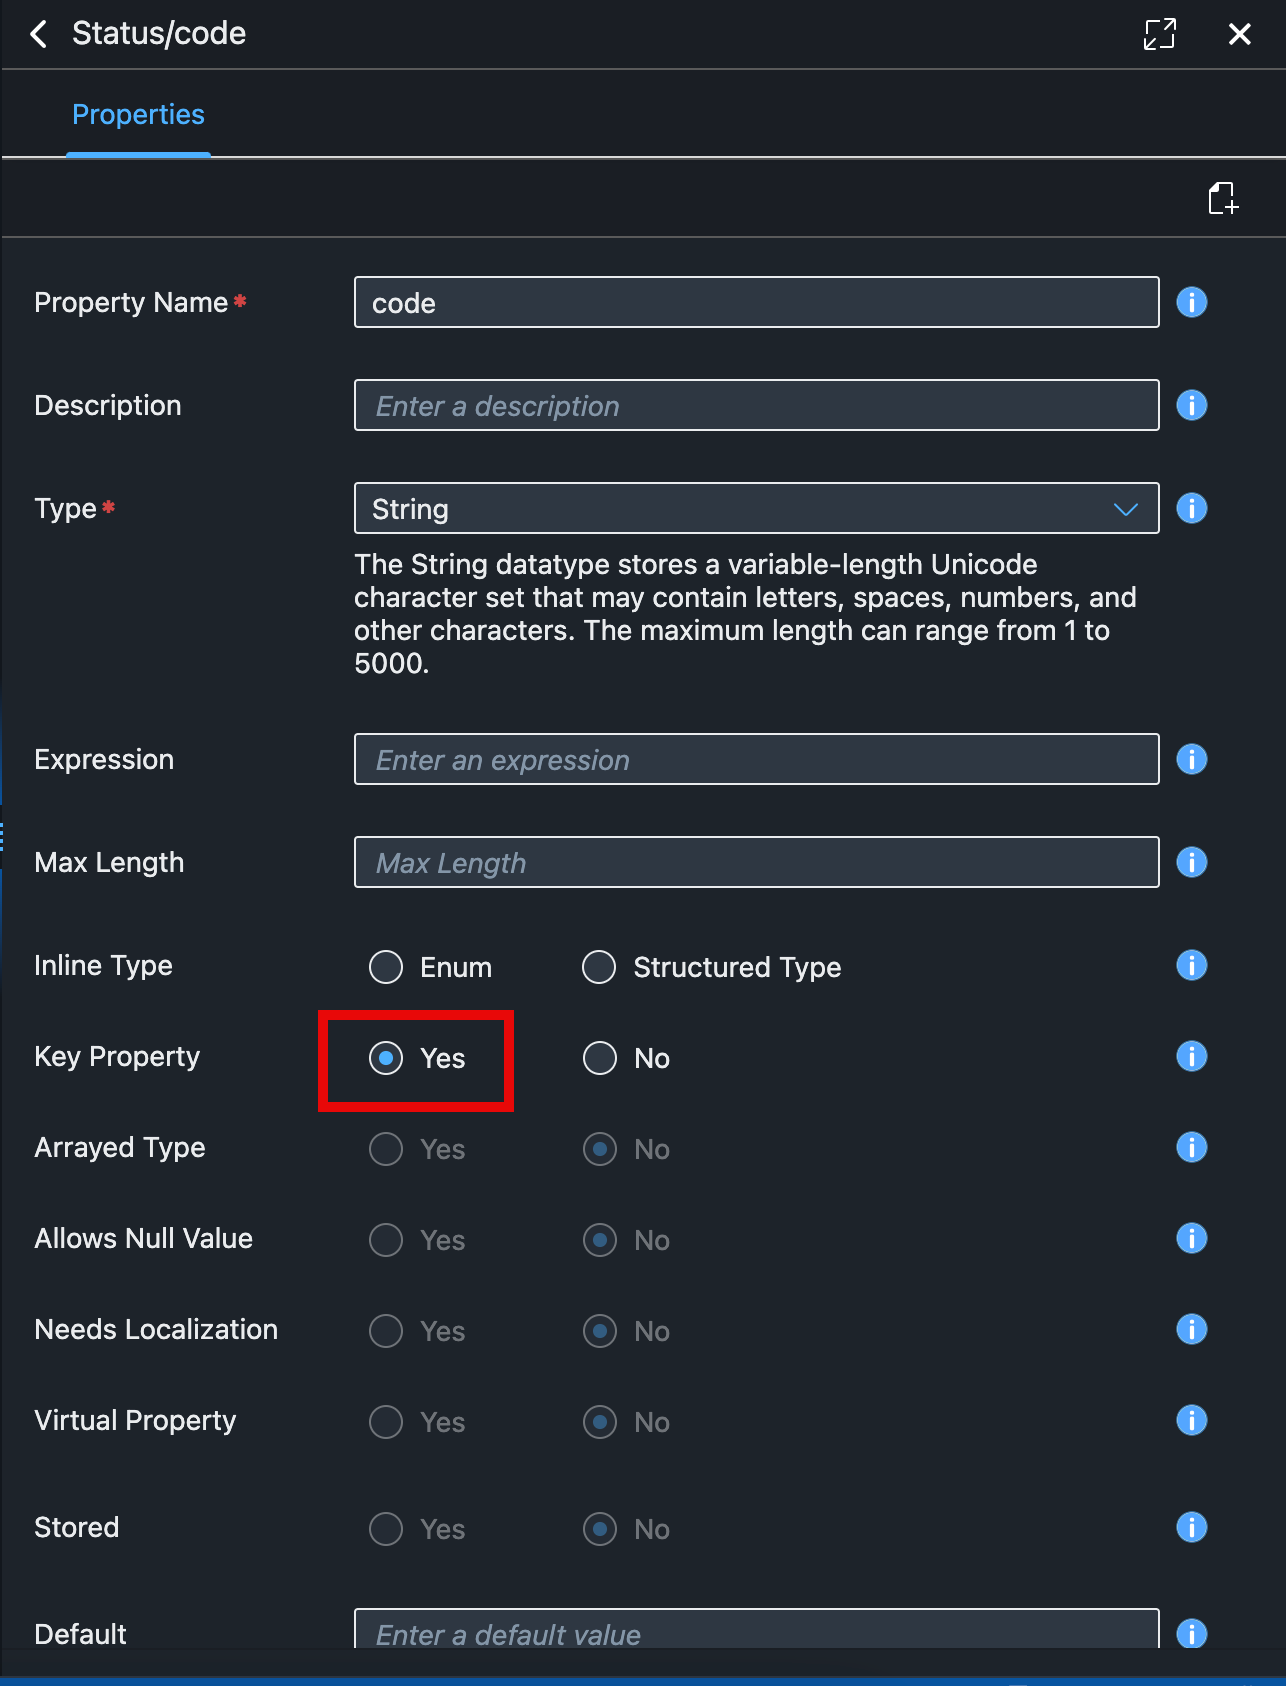 Status/code
Properties
Property Name*
code
Description
Enter a description
Type*
String
The String datatype stores a variable-length Unicode
character set that may contain letters, spaces, numbers, and
other characters. The maximum length can range from 1 to
5000.
Expression
Enter an expression
Max Length
Max Length
Inline Type Enum Structured Type
Key Property Yes No
Arrayed Type Yes No
Allows Null Value Yes No
Needs Localization Yes No
Virtual Property Yes No
Stored Yes No
Default
Enter a default value